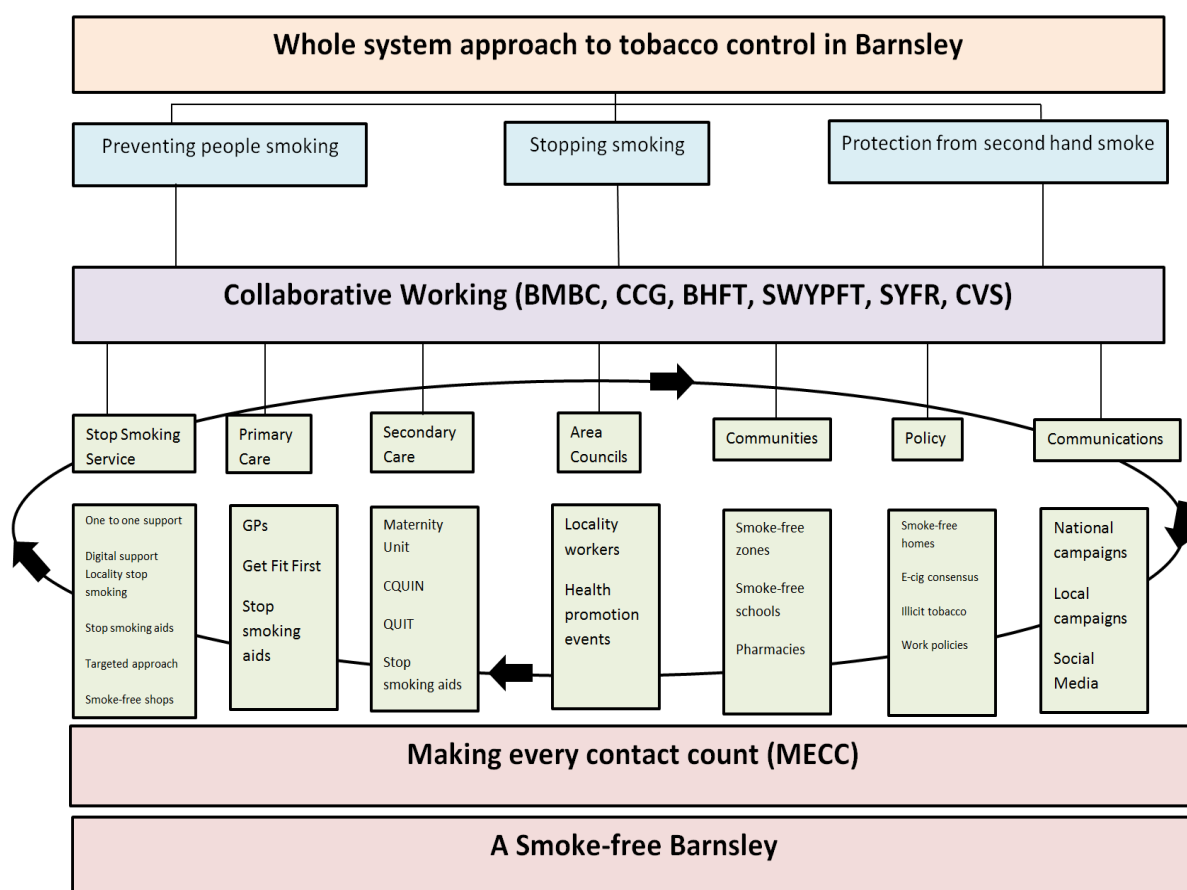 Whole system approach to tobacco control in Barnsley
Preventing people smoking
Stopping smoking
Protection from second hand smoke
Collaborative Working (BMBC, CCG, BHFT, SWYPFT, SYFR, CVS)
Stop Smoking
Service
Primary
Care
Secondary
Care
Area
Councils
Communities
Policy
Communications
One to one support
Digital support
Locality stop
smoking
Stop smoking aids
Targeted approach
Smoke-free shops
GPs
Get Fit First
Stop
smoking
aids
Maternity
Unit
CQUIN
QUIT
Stop
smoking aids
Locality
workers
Health
promotion
events
Smoke-free
zones
Smoke-free
schools
Pharmacies
Smoke-free
homes
E-cig consensus
Illicit tobacco
Work policies
National
campaigns
Local
campaigns
Social
Media
Making every contact count (MECC)
A Smoke-free Barnsley